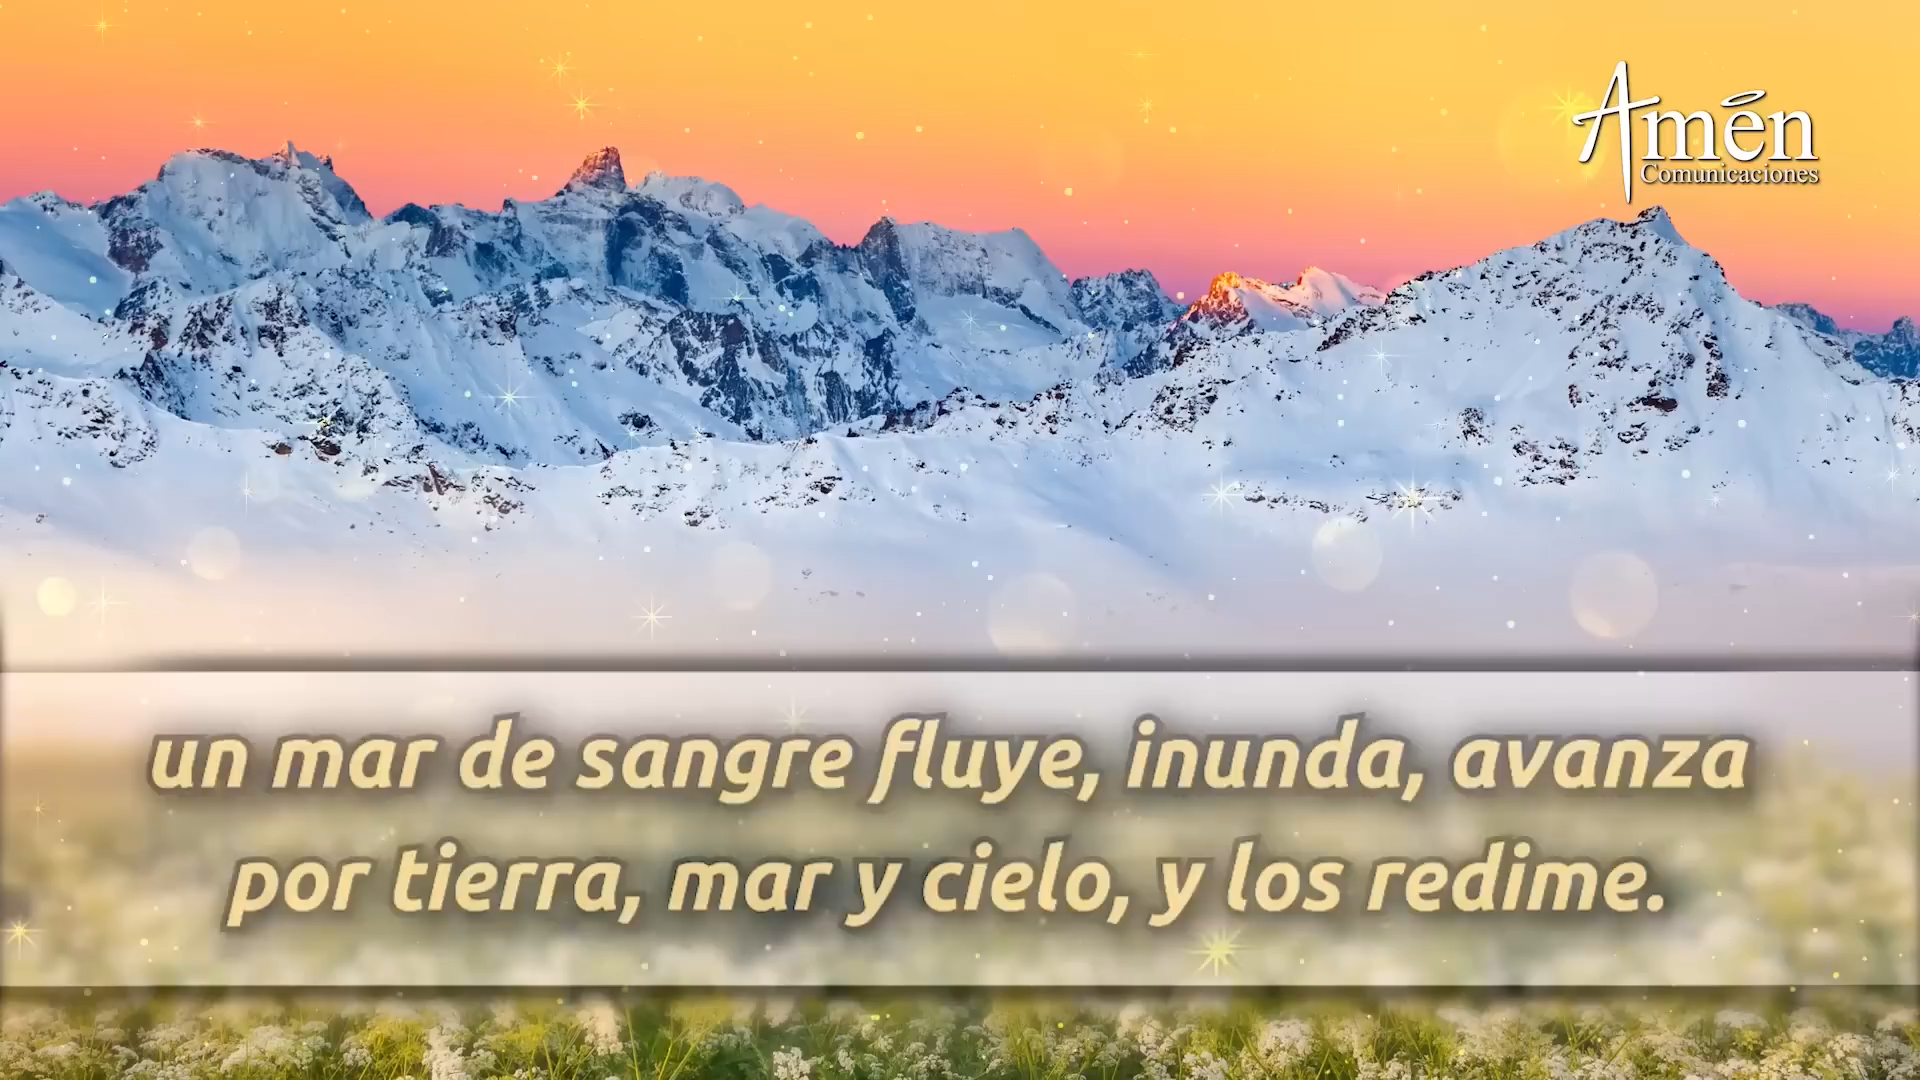 Amén
Comunicaciones
un mar de sangre fluye, inunda, avanza
por tierra, mar y cielo, y los redime.